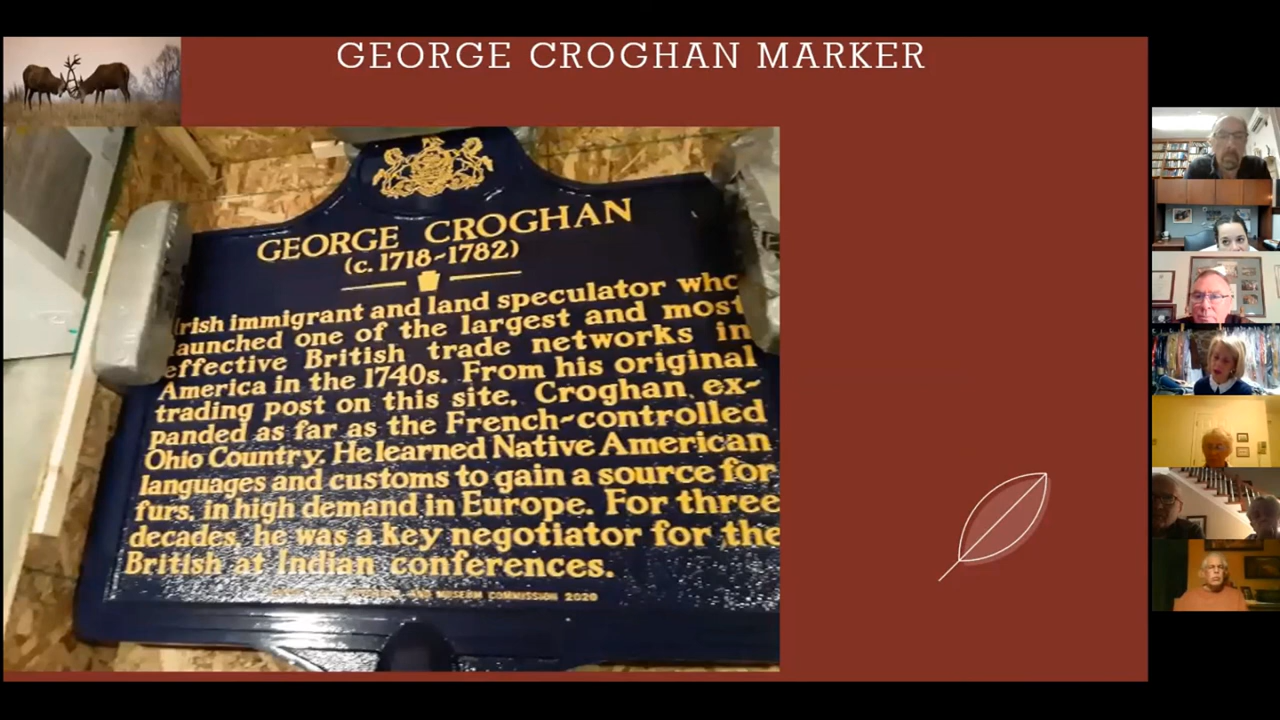 GEORGE CROGHAN MARKER
GEORGE CROGHAN
(c. 1718-1782)
Irish immigrant and land speculator who
launched one of the largest and most
effective British trade networks in
America in the 1740s. From his original
trading post on this site, Croghan ex-
panded as far as the French-controlled
Ohio Country. He learned Native American
languages and customs to gain a source for
furs, in high demand in Europe. For three
decades, he was a key negotiator for the
British at Indian conferences.
AND MUSEUM COMMISSION 2020